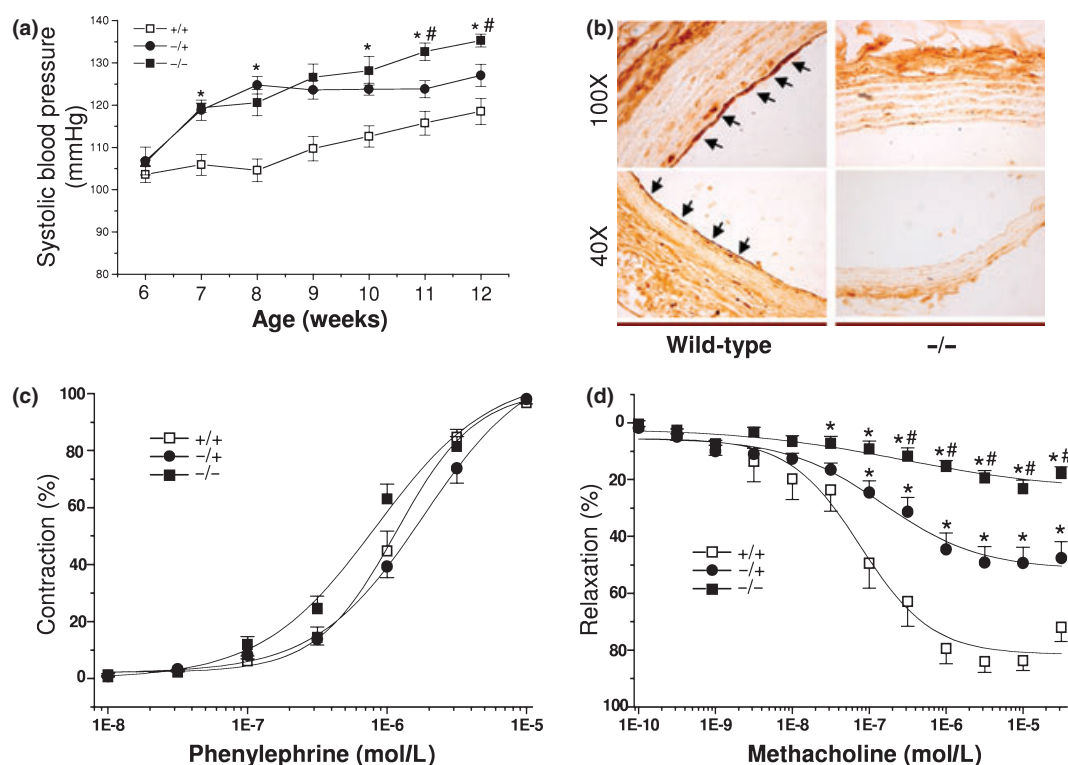 (a)
Systolic blood pressure
(mmHg)
140
130
120
110
100
90
80
+/+
−/+
−/−
*
*
*
* #
* #
6 7 8 9 10 11 12
Age (weeks)
(b)
100X
40X
Wild-type
−/−
(c)
Contraction (%)
100
80
60
40
20
0
+/+
−/+
−/−
1E-8 1E-7 1E-6 1E-5
Phenylephrine (mol/L)
(d)
Relaxation (%)
0
20
40
60
80
100
* * *# *# *# *# *#
* * * * * *
+/+
−/+
−/−
1E-10 1E-9 1E-8 1E-7 1E-6 1E-5
Methacholine (mol/L)